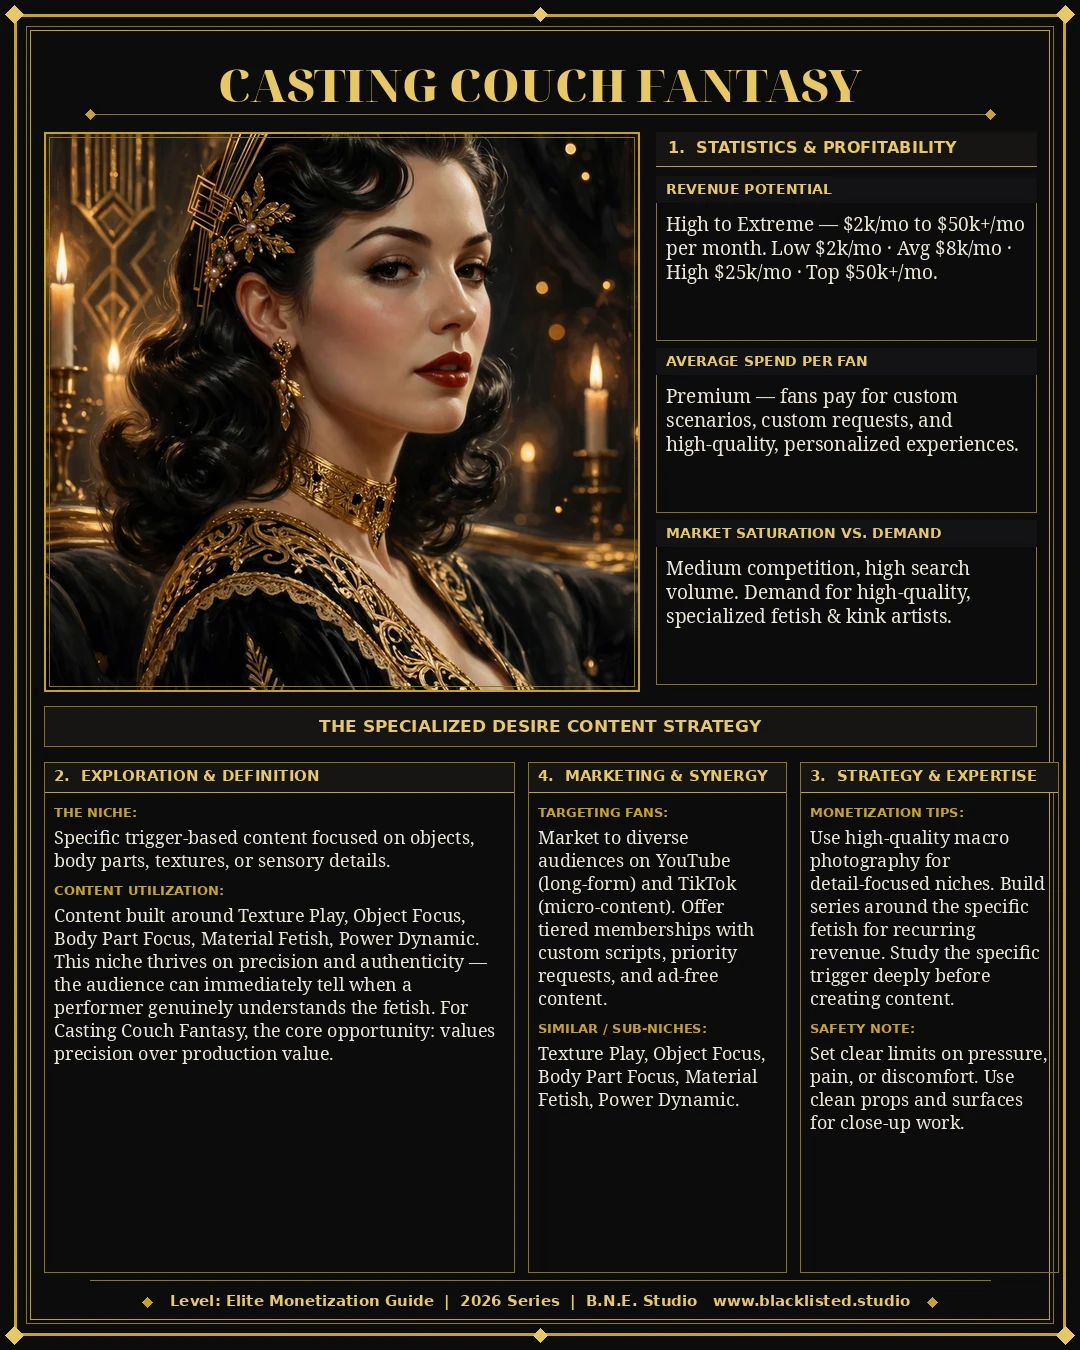 CASTING COUCH FANTASY
1. STATISTICS & PROFITABILITY
REVENUE POTENTIAL
High to Extreme — $2k/mo to $50k+/mo
per month. Low $2k/mo · Avg $8k/mo ·
High $25k/mo · Top $50k+/mo.
AVERAGE SPEND PER FAN
Premium — fans pay for custom
scenarios, custom requests, and
high-quality, personalized experiences.
MARKET SATURATION VS. DEMAND
Medium competition, high search
volume. Demand for high-quality,
specialized fetish & kink artists.
THE SPECIALIZED DESIRE CONTENT STRATEGY
2. EXPLORATION & DEFINITION
THE NICHE:
Specific trigger-based content focused on objects,
body parts, textures, or sensory details.
CONTENT UTILIZATION:
Content built around Texture Play, Object Focus,
Body Part Focus, Material Fetish, Power Dynamic.
This niche thrives on precision and authenticity —
the audience can immediately tell when a
performer genuinely understands the fetish. For
Casting Couch Fantasy, the core opportunity: values
precision over production value.
4. MARKETING & SYNERGY
TARGETING FANS:
Market to diverse
audiences on YouTube
(long-form) and TikTok
(micro-content). Offer
tiered memberships with
custom scripts, priority
requests, and ad-free
content.
SIMILAR / SUB-NICHES:
Texture Play, Object Focus,
Body Part Focus, Material
Fetish, Power Dynamic.
3. STRATEGY & EXPERTISE
MONETIZATION TIPS:
Use high-quality macro
photography for
detail-focused niches. Build
series around the specific
fetish for recurring
revenue. Study the specific
trigger deeply before
creating content.
SAFETY NOTE:
Set clear limits on pressure,
pain, or discomfort. Use
clean props and surfaces
for close-up work.
Level: Elite Monetization Guide | 2026 Series | B.N.E. Studio www.blacklisted.studio